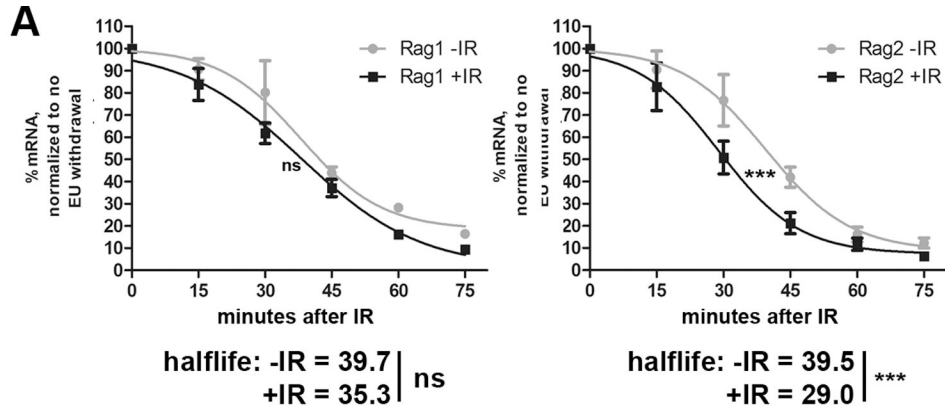 A
% mRNA,
normalized to no
EU withdrawal
110
100
90
80
70
60
50
40
30
20
10
0
Rag1 -IR
Rag1 +IR
ns
0 15 30 45 60 75
minutes after IR
halflife: -IR = 39.7
+IR = 35.3
ns
% mRNA,
normalized to no
EU withdrawal
110
100
90
80
70
60
50
40
30
20
10
0
Rag2 -IR
Rag2 +IR
***
0 15 30 45 60 75
minutes after IR
halflife: -IR = 39.5
+IR = 29.0
***